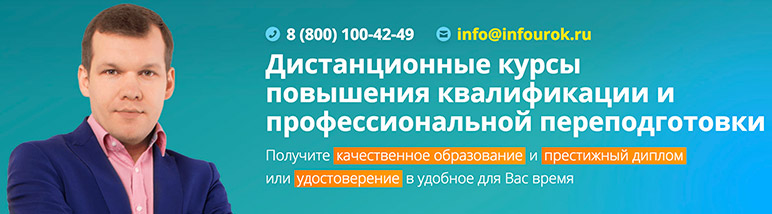 8 (800) 100-42-49 info@infourok.ru
Дистанционные курсы
повышения квалификации и
профессиональной переподготовки
Получите качественное образование и престижный диплом
или удостоверение в удобное для Вас время